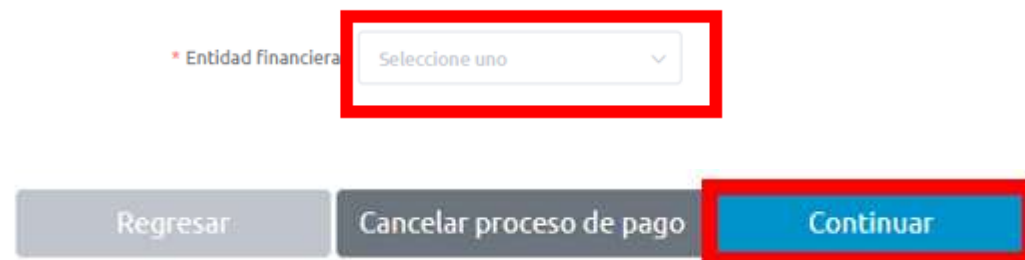 * Entidad financiera Seleccione uno
Regresar Cancelar proceso de pago Continuar